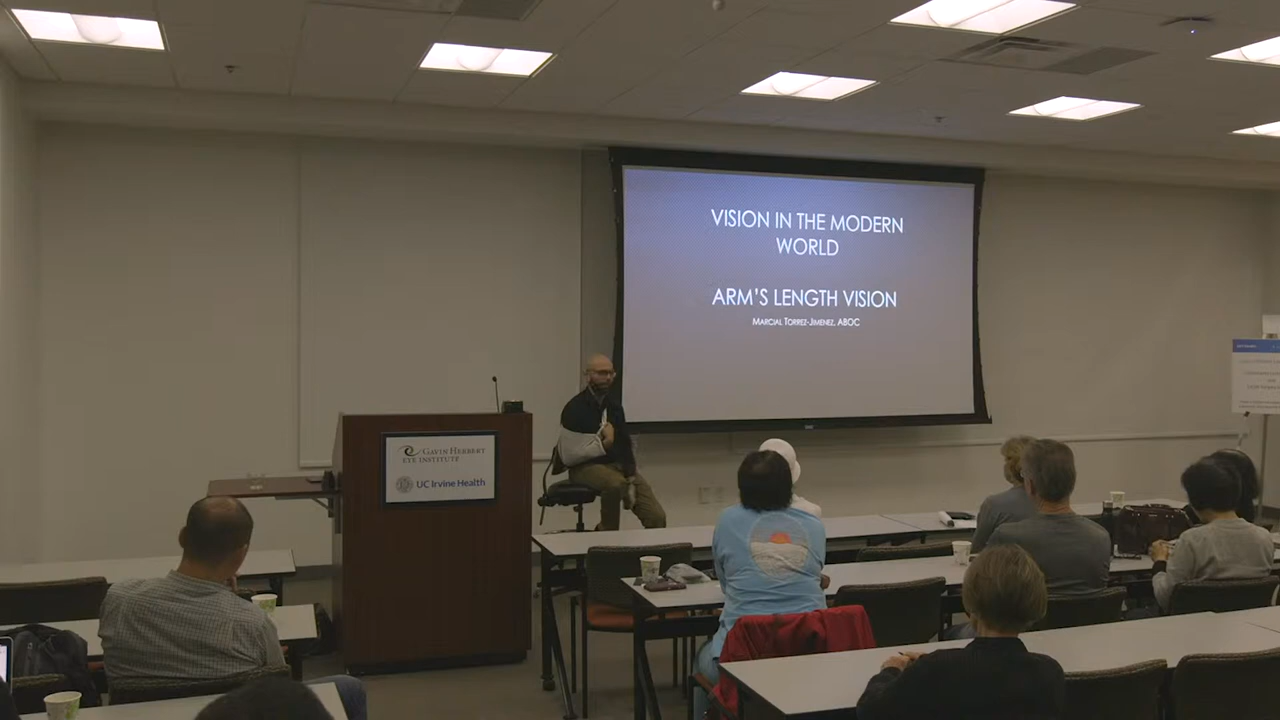 VISION IN THE MODERN
WORLD
ARM'S LENGTH VISION
MARCIAL TORREZ-JIMENEZ, ABOC
GAVIN HERBERT
EYE INSTITUTE
UC Irvine Health